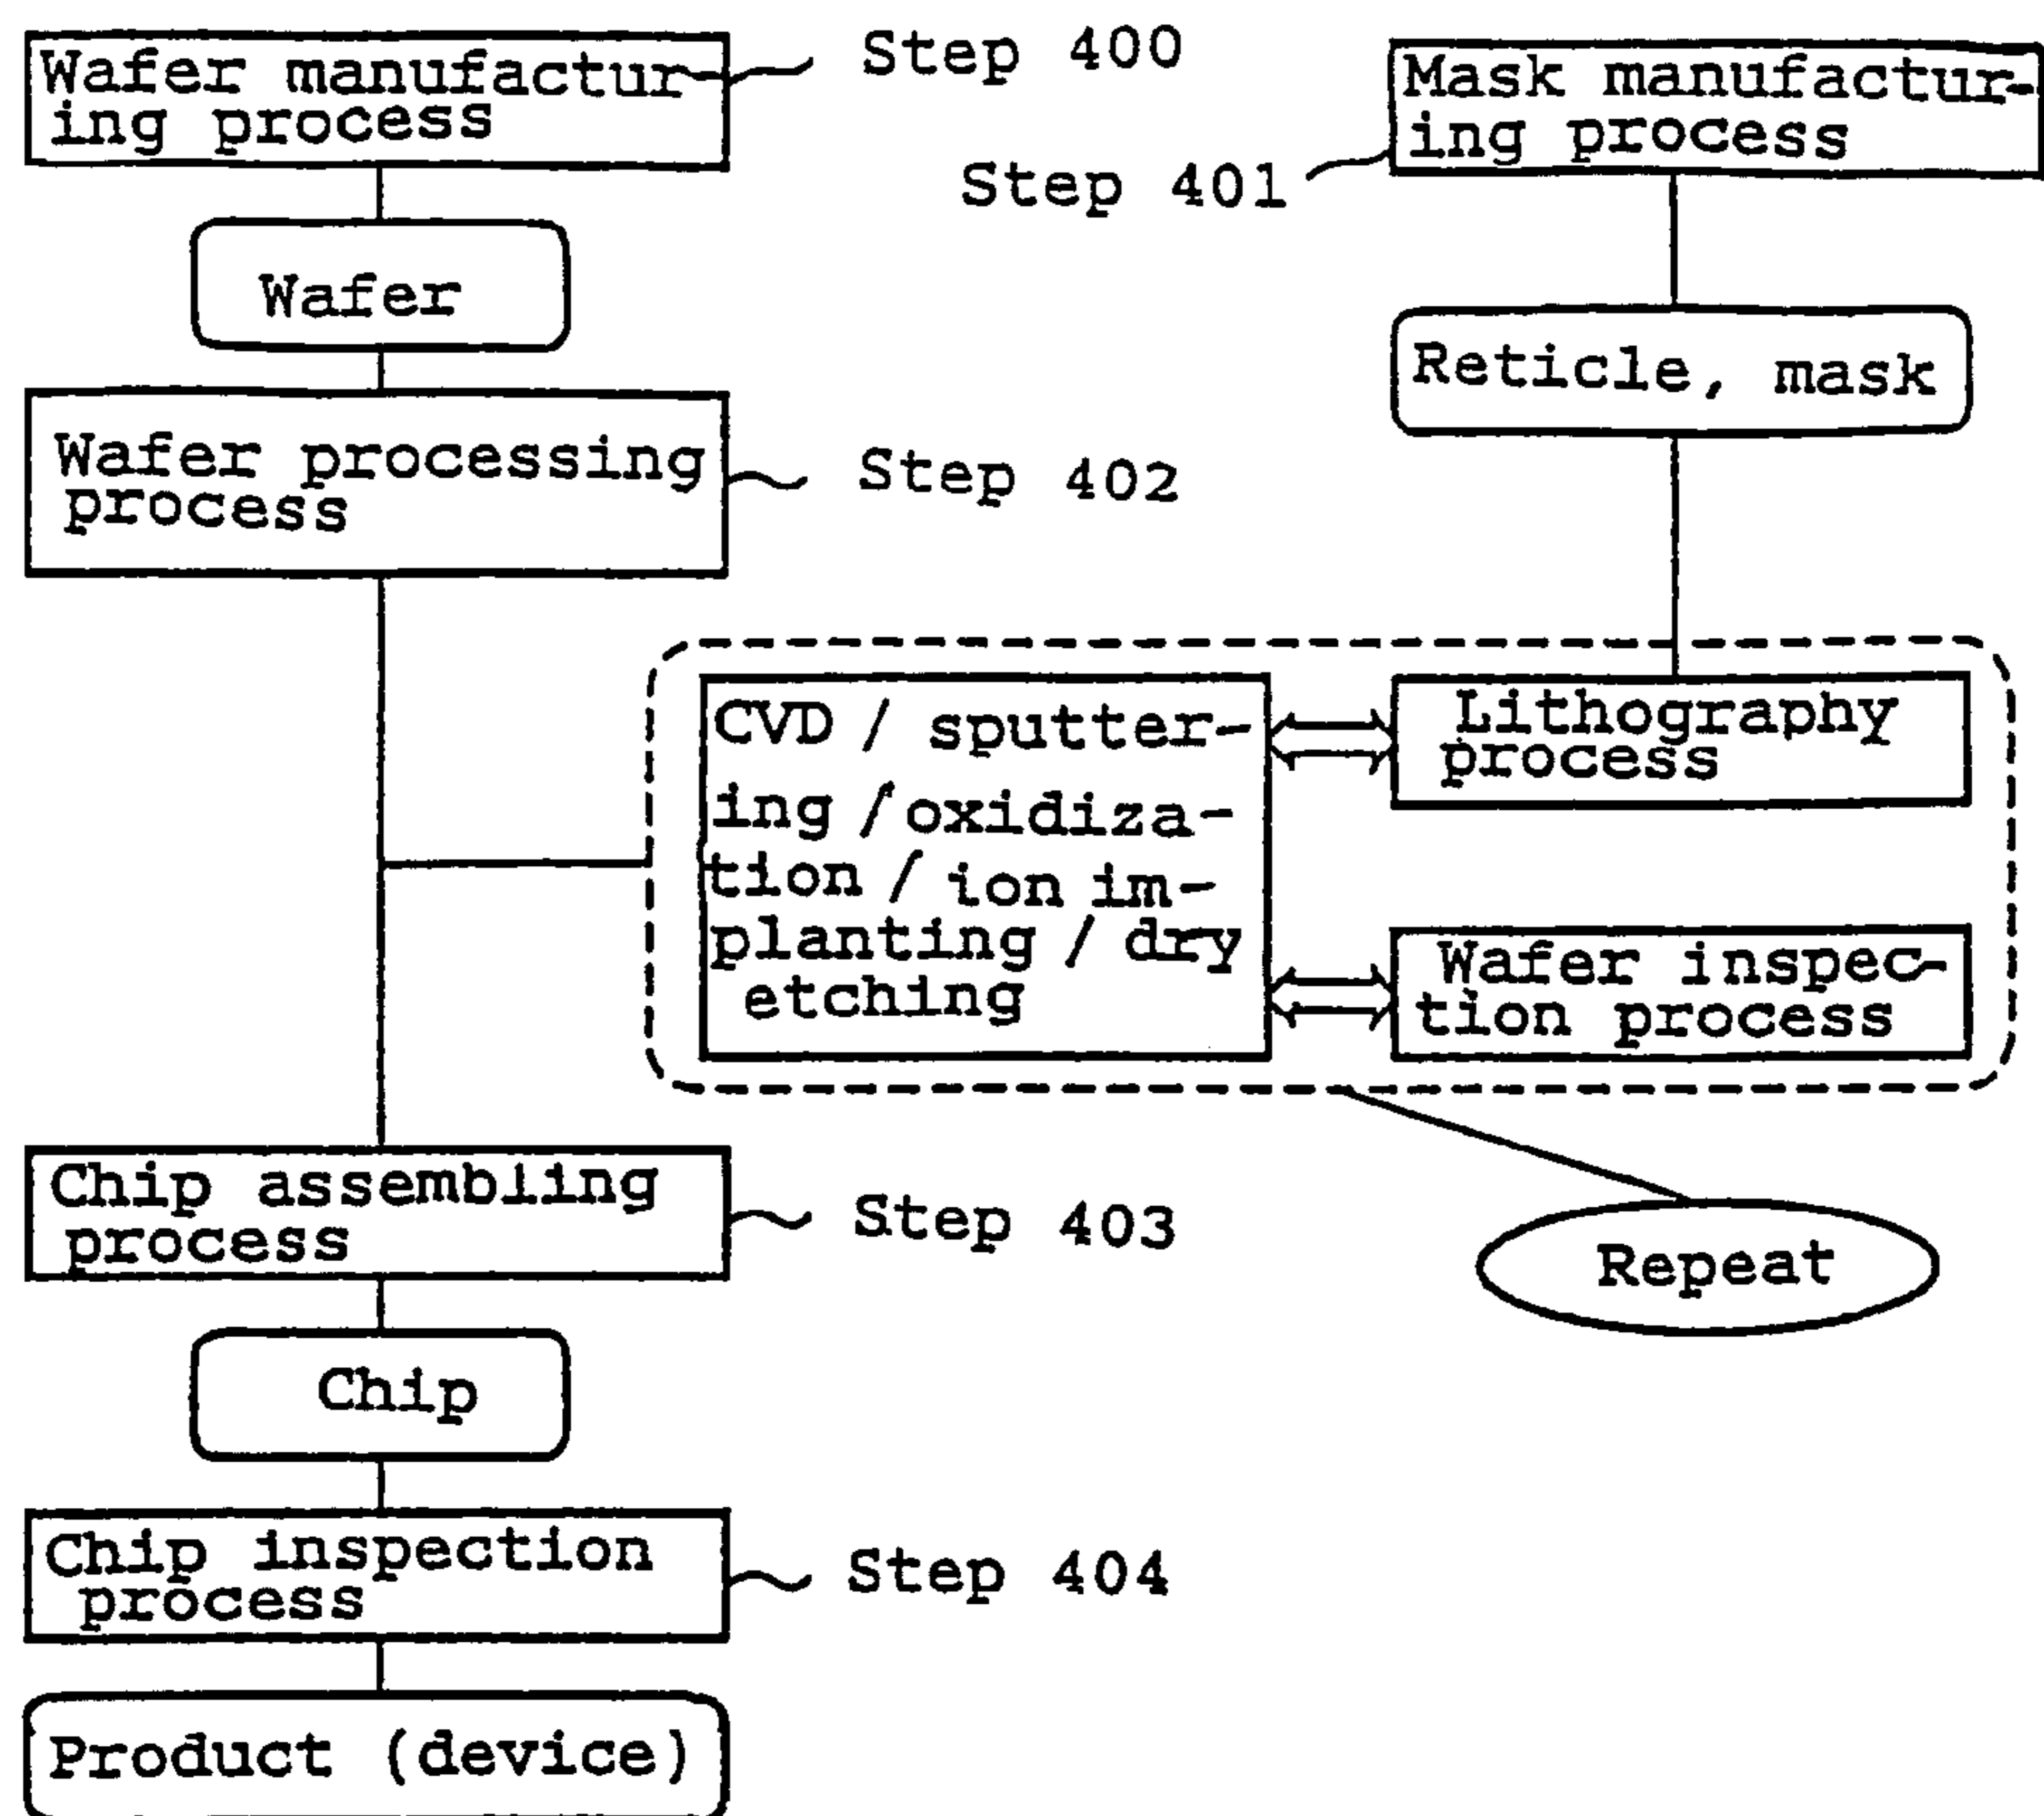 Wafer manufactur-
ing process
Step 400
Mask manufactur-
ing process
Step 401
Wafer
Reticle, mask
Wafer processing
process
Step 402
CVD / sputter-
ing / oxidiza-
tion / ion im-
planting / dry
etching
Lithography
process
Wafer inspec-
tion process
Chip assembling
process
Step 403
Repeat
Chip
Chip inspection
process
Step 404
Product (device)